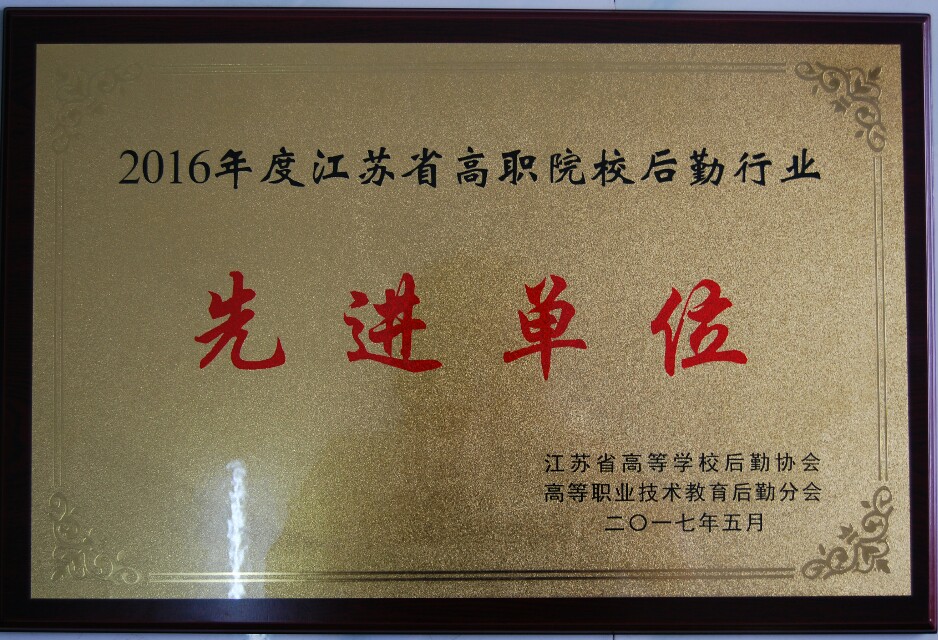 2016年度江苏省高职院校后勤行业
先进单位
江苏省高等学校后勤协会
高等职业技术教育后勤分会
二〇一七年五月